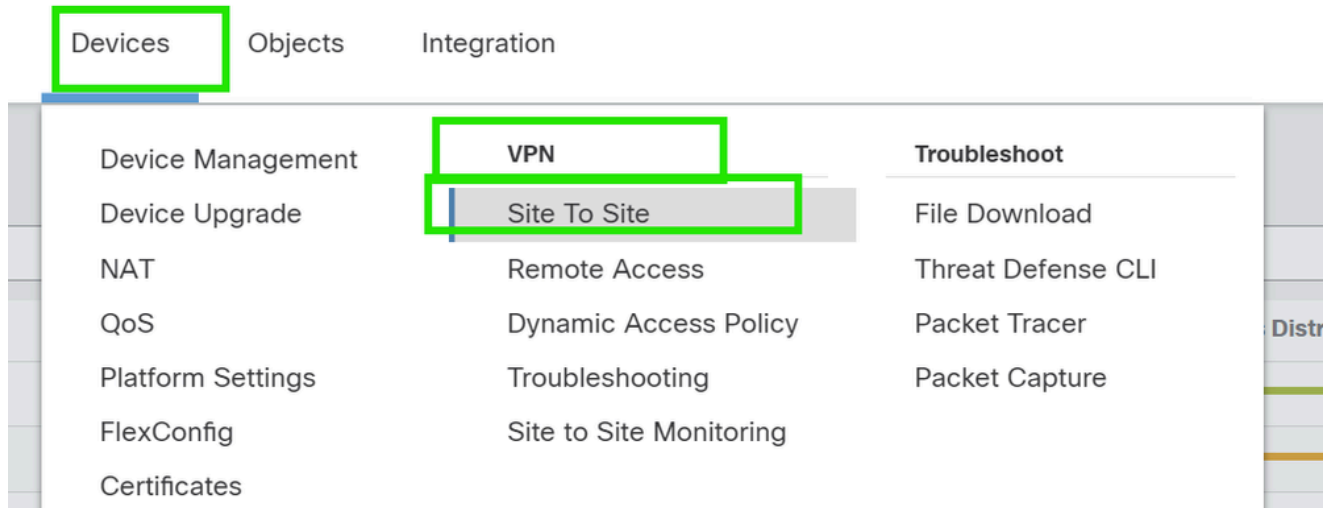 Devices Objects Integration
Device Management
Device Upgrade
NAT
QoS
Platform Settings
FlexConfig
Certificates
VPN
Site To Site
Remote Access
Dynamic Access Policy
Troubleshooting
Site to Site Monitoring
Troubleshoot
File Download
Threat Defense CLI
Packet Tracer
Packet Capture